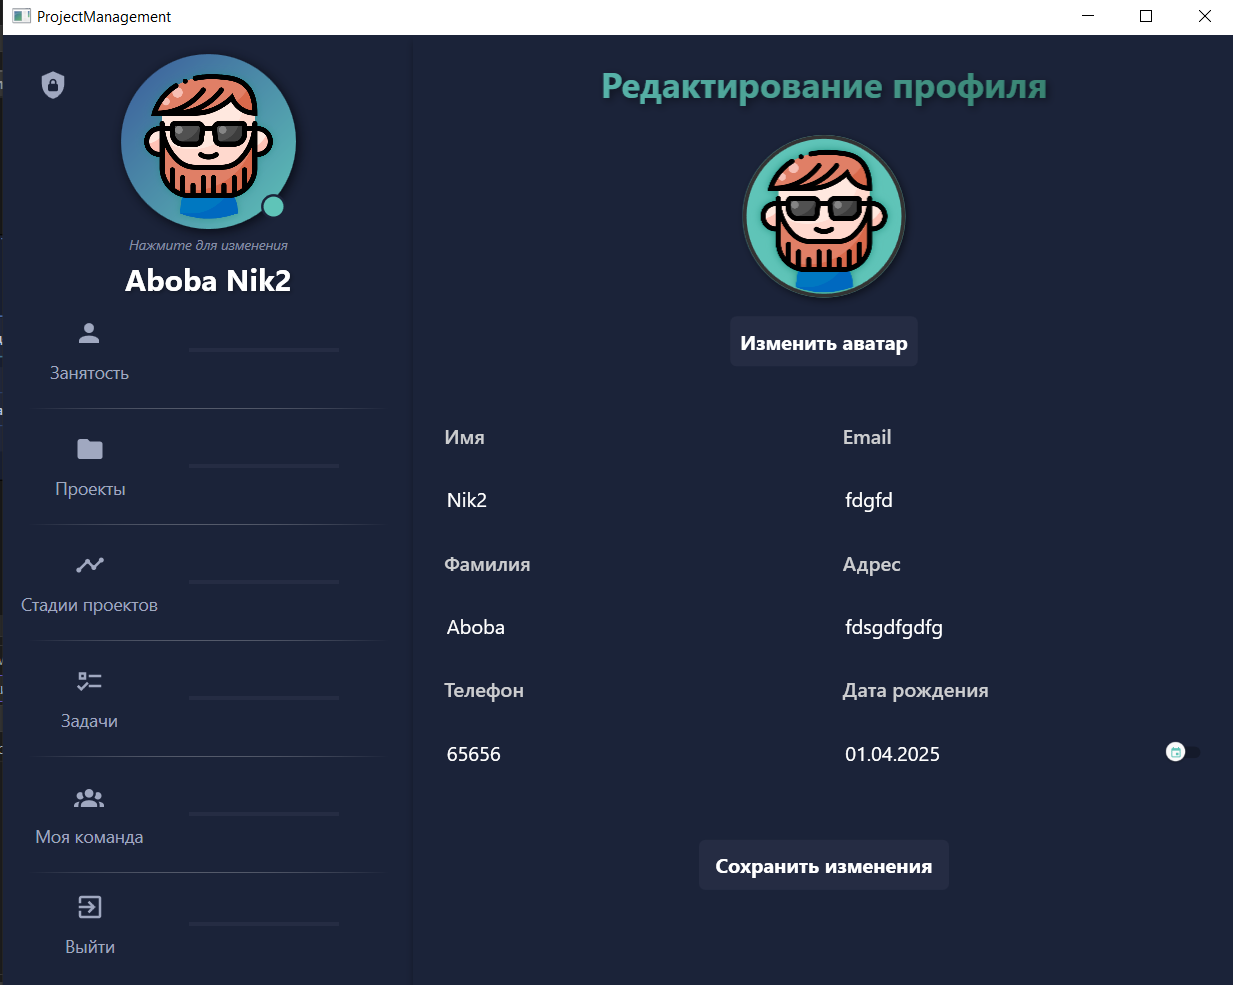 ProjectManagement
Нажмите для изменения
Aboba Nik2
Занятость
Проекты
Стадии проектов
Задачи
Моя команда
Выйти
Редактирование профиля
Изменить аватар
Имя
Email
Nik2
fdgfd
Фамилия
Адрес
Aboba
fdsgdfgdfg
Телефон
Дата рождения
65656
01.04.2025
Сохранить изменения